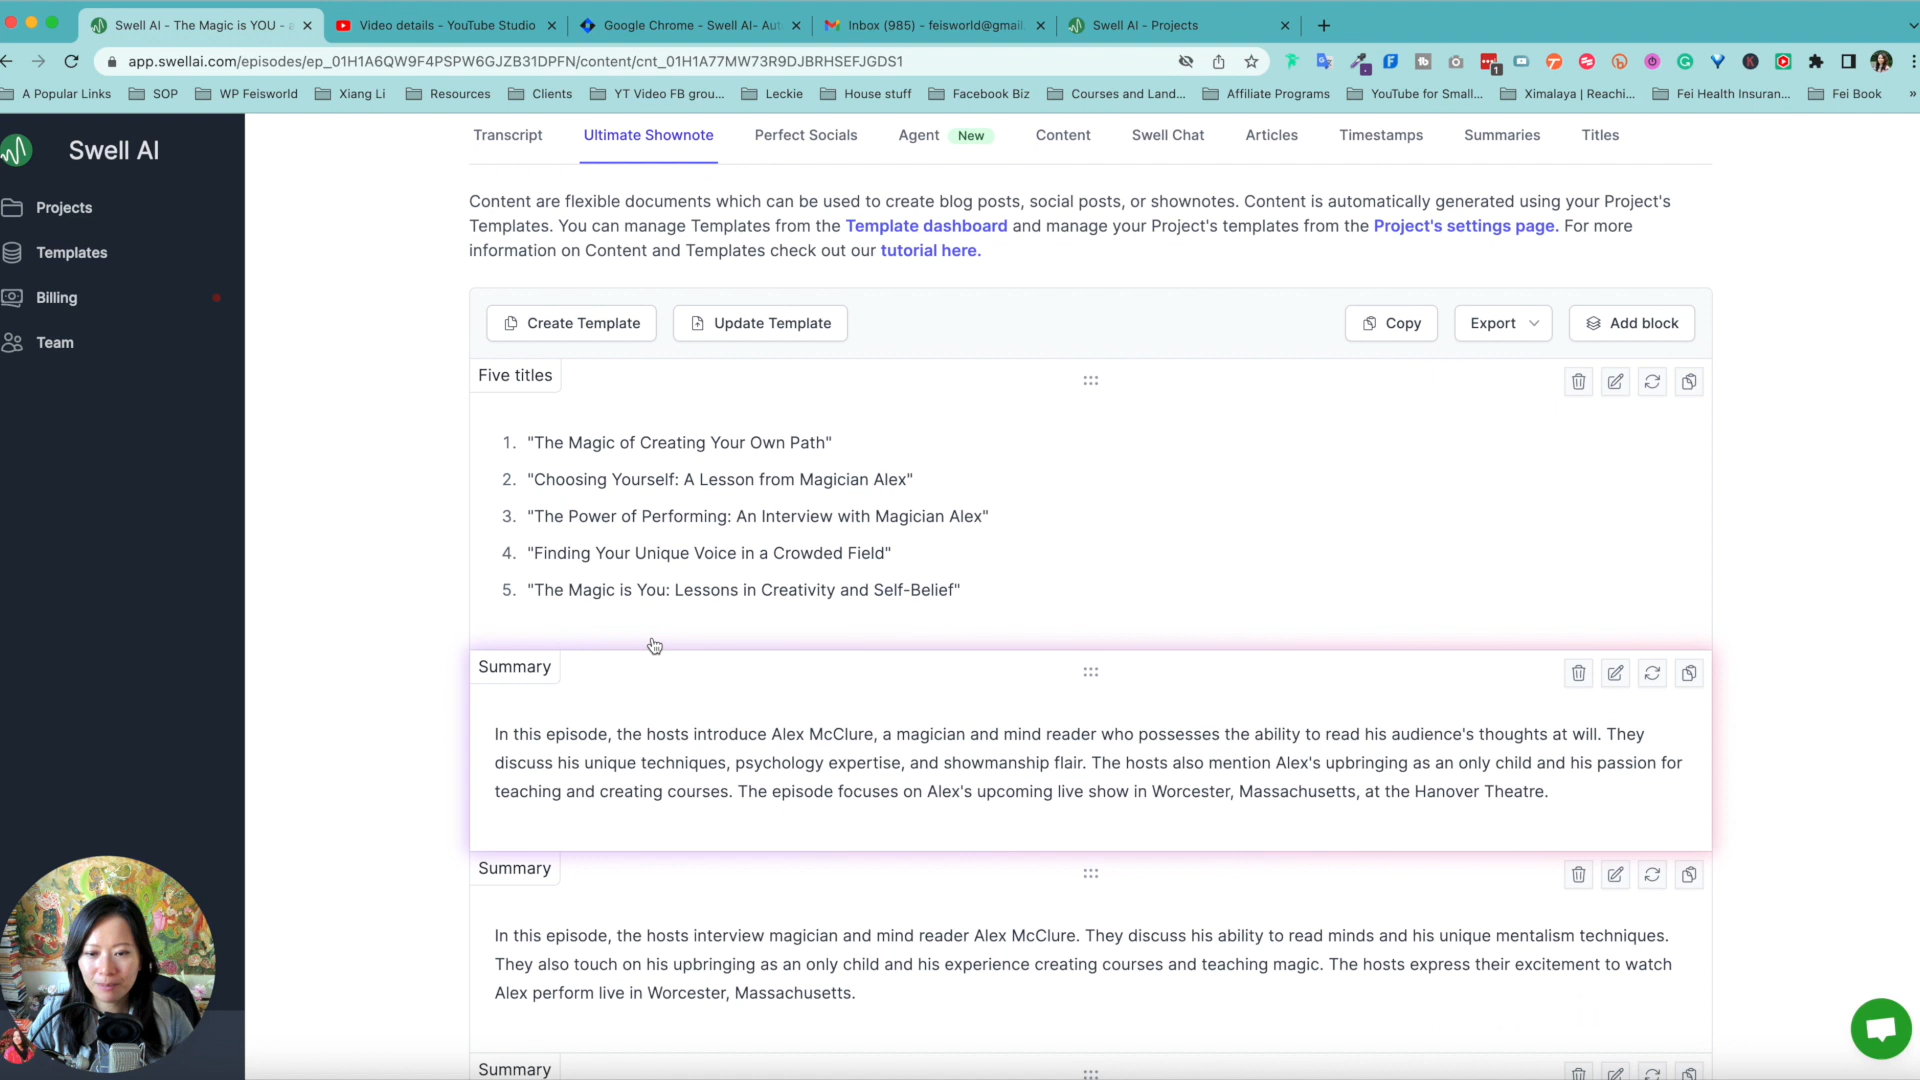 Swell AI - The Magic is YOU - a
Video details - YouTube Studio
Google Chrome - Swell AI- Aut
Inbox (985) - feisworld@gmail.
Swell AI - Projects
app.swellai.com/episodes/ep_01H1A6QW9F4PSPW6GJZB31DPFN/content/cnt_01H1A77MW73R9DJBRHSEFJGDS1
A Popular Links
SOP
WP Feisworld
Xiang Li
Resources
Clients
YT Video FB grou...
Leckie
House stuff
Facebook Biz
Courses and Land...
Affiliate Programs
YouTube for Small...
Ximalaya | Reachi...
Fei Health Insuran...
Fei Book
»
Swell AI
Projects
Templates
Billing
Team
Transcript
Ultimate Shownote
Perfect Socials
Agent New
Content
Swell Chat
Articles
Timestamps
Summaries
Titles
Content are flexible documents which can be used to create blog posts, social posts, or shownotes. Content is automatically generated using your Project's
Templates. You can manage Templates from the Template dashboard and manage your Project's templates from the Project's settings page. For more
information on Content and Templates check out our tutorial here.
Create Template
Update Template
Copy
Export
Add block
Five titles
1. "The Magic of Creating Your Own Path"
2. "Choosing Yourself: A Lesson from Magician Alex"
3. "The Power of Performing: An Interview with Magician Alex"
4. "Finding Your Unique Voice in a Crowded Field"
5. "The Magic is You: Lessons in Creativity and Self-Belief"
Summary
In this episode, the hosts introduce Alex McClure, a magician and mind reader who possesses the ability to read his audience's thoughts at will. They
discuss his unique techniques, psychology expertise, and showmanship flair. The hosts also mention Alex's upbringing as an only child and his passion for
teaching and creating courses. The episode focuses on Alex's upcoming live show in Worcester, Massachusetts, at the Hanover Theatre.
Summary
In this episode, the hosts interview magician and mind reader Alex McClure. They discuss his ability to read minds and his unique mentalism techniques.
They also touch on his upbringing as an only child and his experience creating courses and teaching magic. The hosts express their excitement to watch
Alex perform live in Worcester, Massachusetts.
Summary